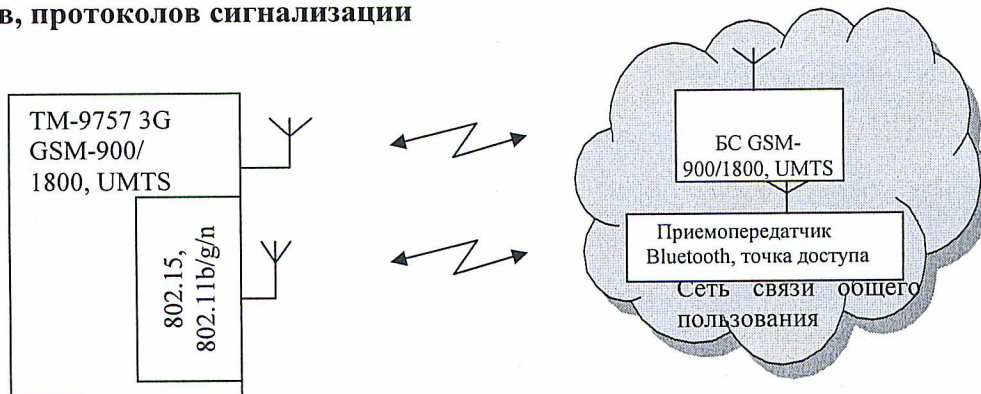 в, протоколов сигнализации
TM-9757 3G
GSM-900/
1800, UMTS
802.15,
802.11b/g/n
БС GSM-
900/1800, UMTS
Приемопередатчик
Bluetooth, точка доступа
Сеть связи общего
пользования